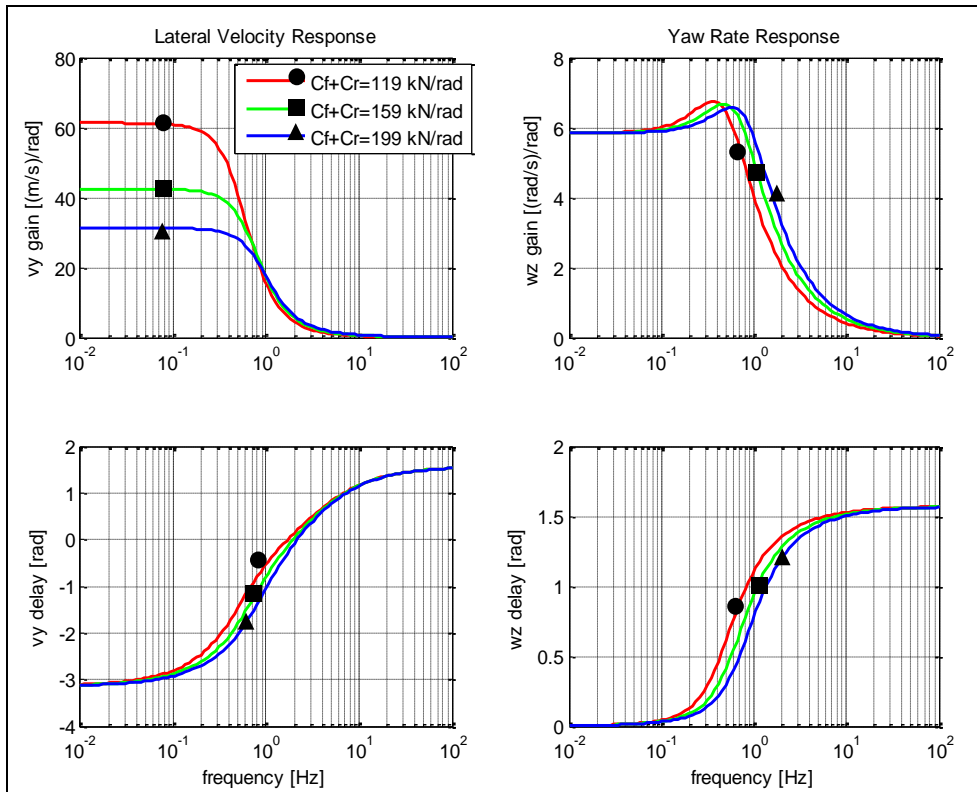 Lateral Velocity Response
vy gain [(m/s)/rad]
80
60
40
20
0
10^-2 10^-1 10^0 10^1 10^2
Cf+Cr=119 kN/rad
Cf+Cr=159 kN/rad
Cf+Cr=199 kN/rad
Yaw Rate Response
wz gain [(rad/s)/rad]
8
6
4
2
0
10^-2 10^-1 10^0 10^1 10^2
vy delay [rad]
2
1
0
-1
-2
-3
-4
10^-2 10^-1 10^0 10^1 10^2
frequency [Hz]
wz delay [rad]
2
1.5
1
0.5
0
10^-2 10^-1 10^0 10^1 10^2
frequency [Hz]